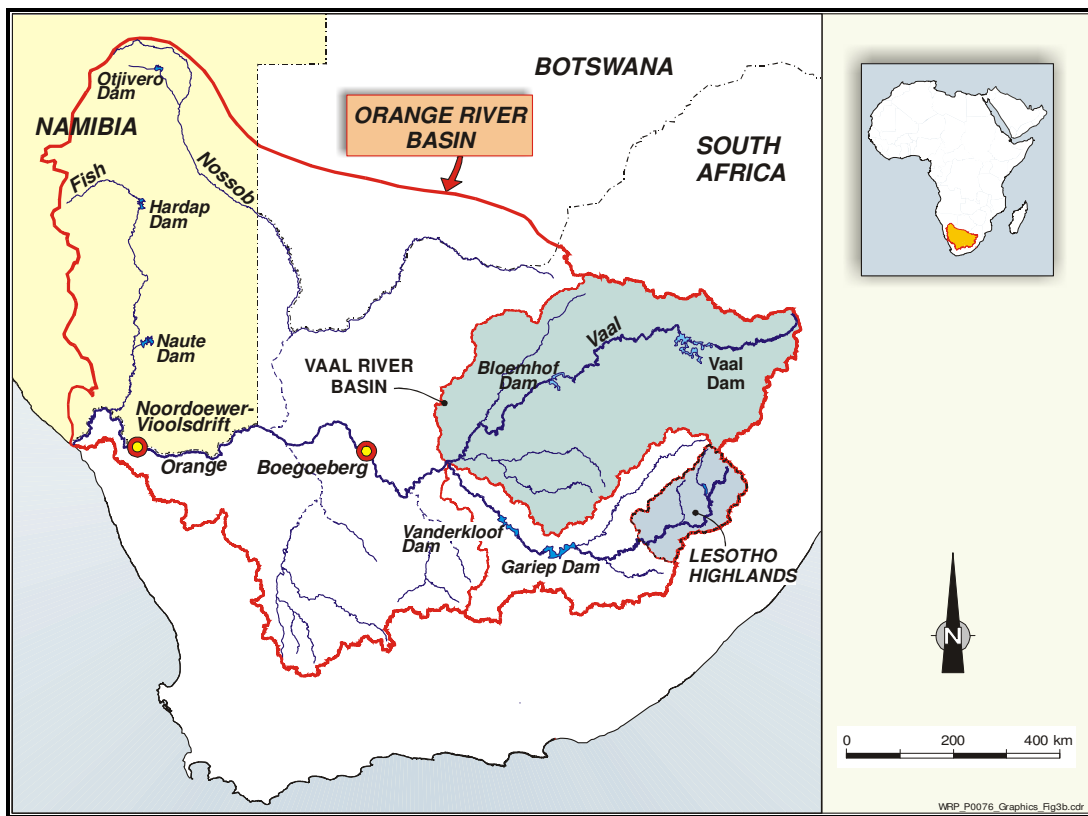 BOTSWANA
Otjivero
Dam
NAMIBIA
ORANGE RIVER
BASIN
SOUTH
AFRICA
Fish
Nossob
Hardap
Dam
Naute
Dam
VAAL RIVER
BASIN
Vaal
Bloemhof
Dam
Vaal
Dam
Noordoewer-
Vioolsdrift
Orange
Boegoeberg
Vanderkloof
Dam
Gariep Dam
LESOTHO
HIGHLANDS
N
0 200 400 km
WRP_P0076_Graphics_Fig3b.cdr